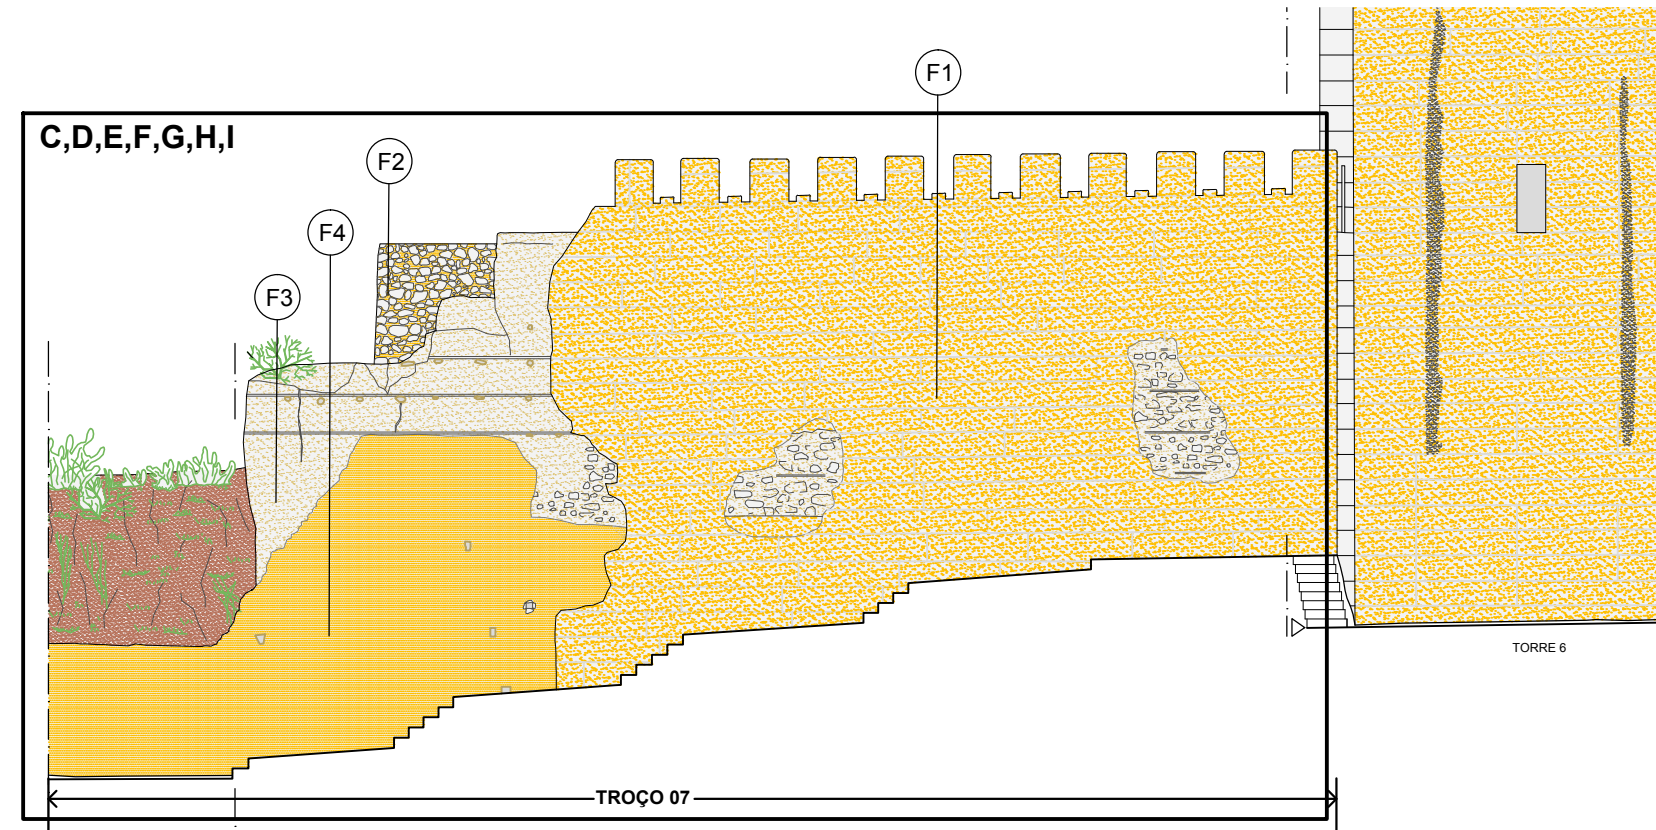 F1
C,D,E,F,G,H,I
F2
F4
F3
TORRE 6
TROÇO 07